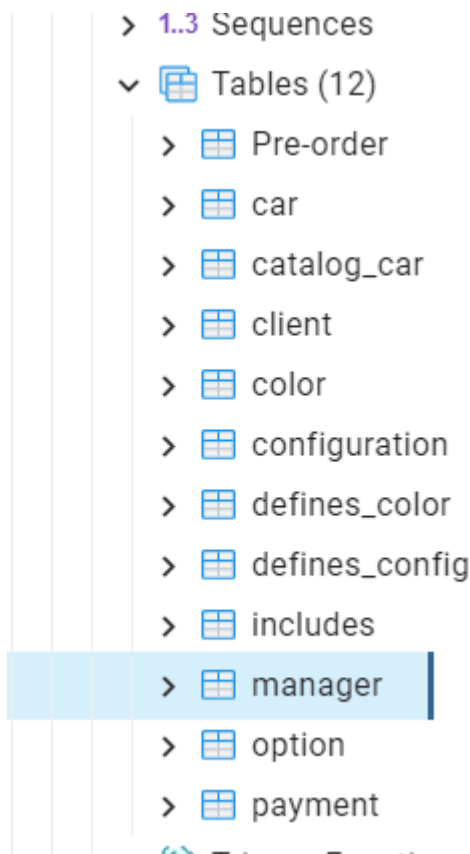 1..3 Sequences
Tables (12)
Pre-order
car
catalog_car
client
color
configuration
defines_color
defines_config
includes
manager
option
payment